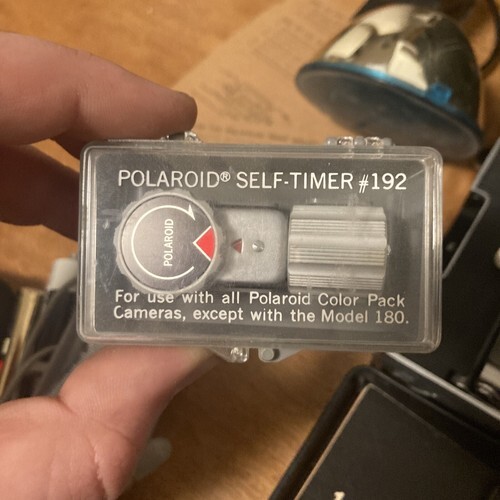 POLAROID® SELF-TIMER #192
POLAROID
For use with all Polaroid Color Pack
Cameras, except with the Model 180.